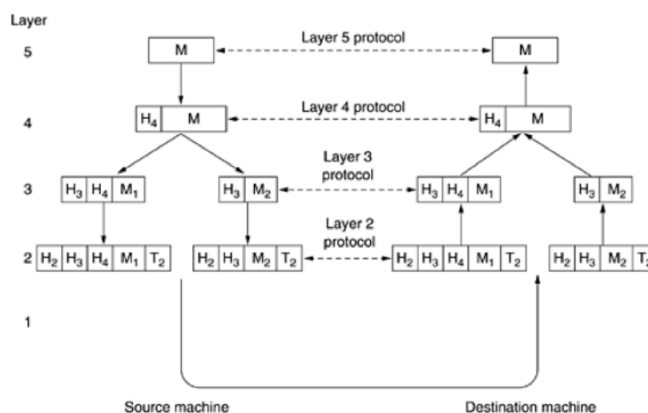 Layer
5 M Layer 5 protocol M
4 H₄ M Layer 4 protocol H₄ M
3 H₃ H₄ M₁ H₃ M₂ Layer 3 protocol H₃ H₄ M₁ H₃ M₂
2 H₂ H₃ H₄ M₁ T₂ H₂ H₃ M₂ T₂ Layer 2 protocol H₂ H₃ H₄ M₁ T₂ H₂ H₃ M₂ T₂
1
Source machine Destination machine